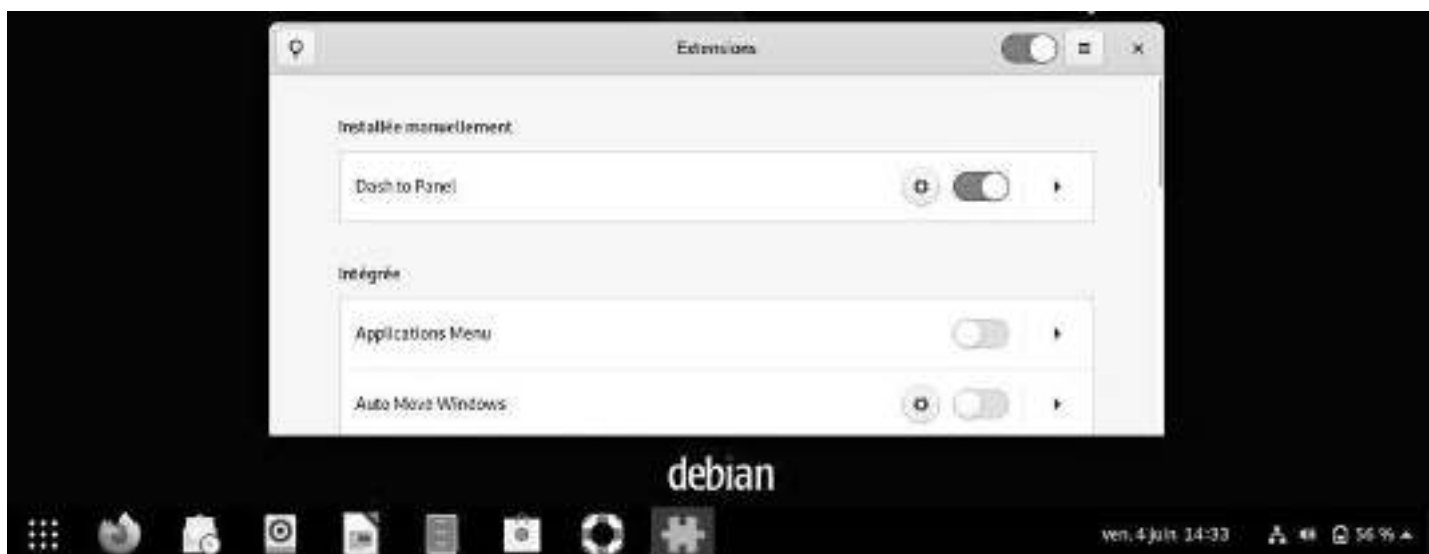 Extensions
Installée manuellement
Dash to Panel
Intégrée
Applications Menu
Auto Move Windows
debian
ven. 4 juin 14:33 56 %